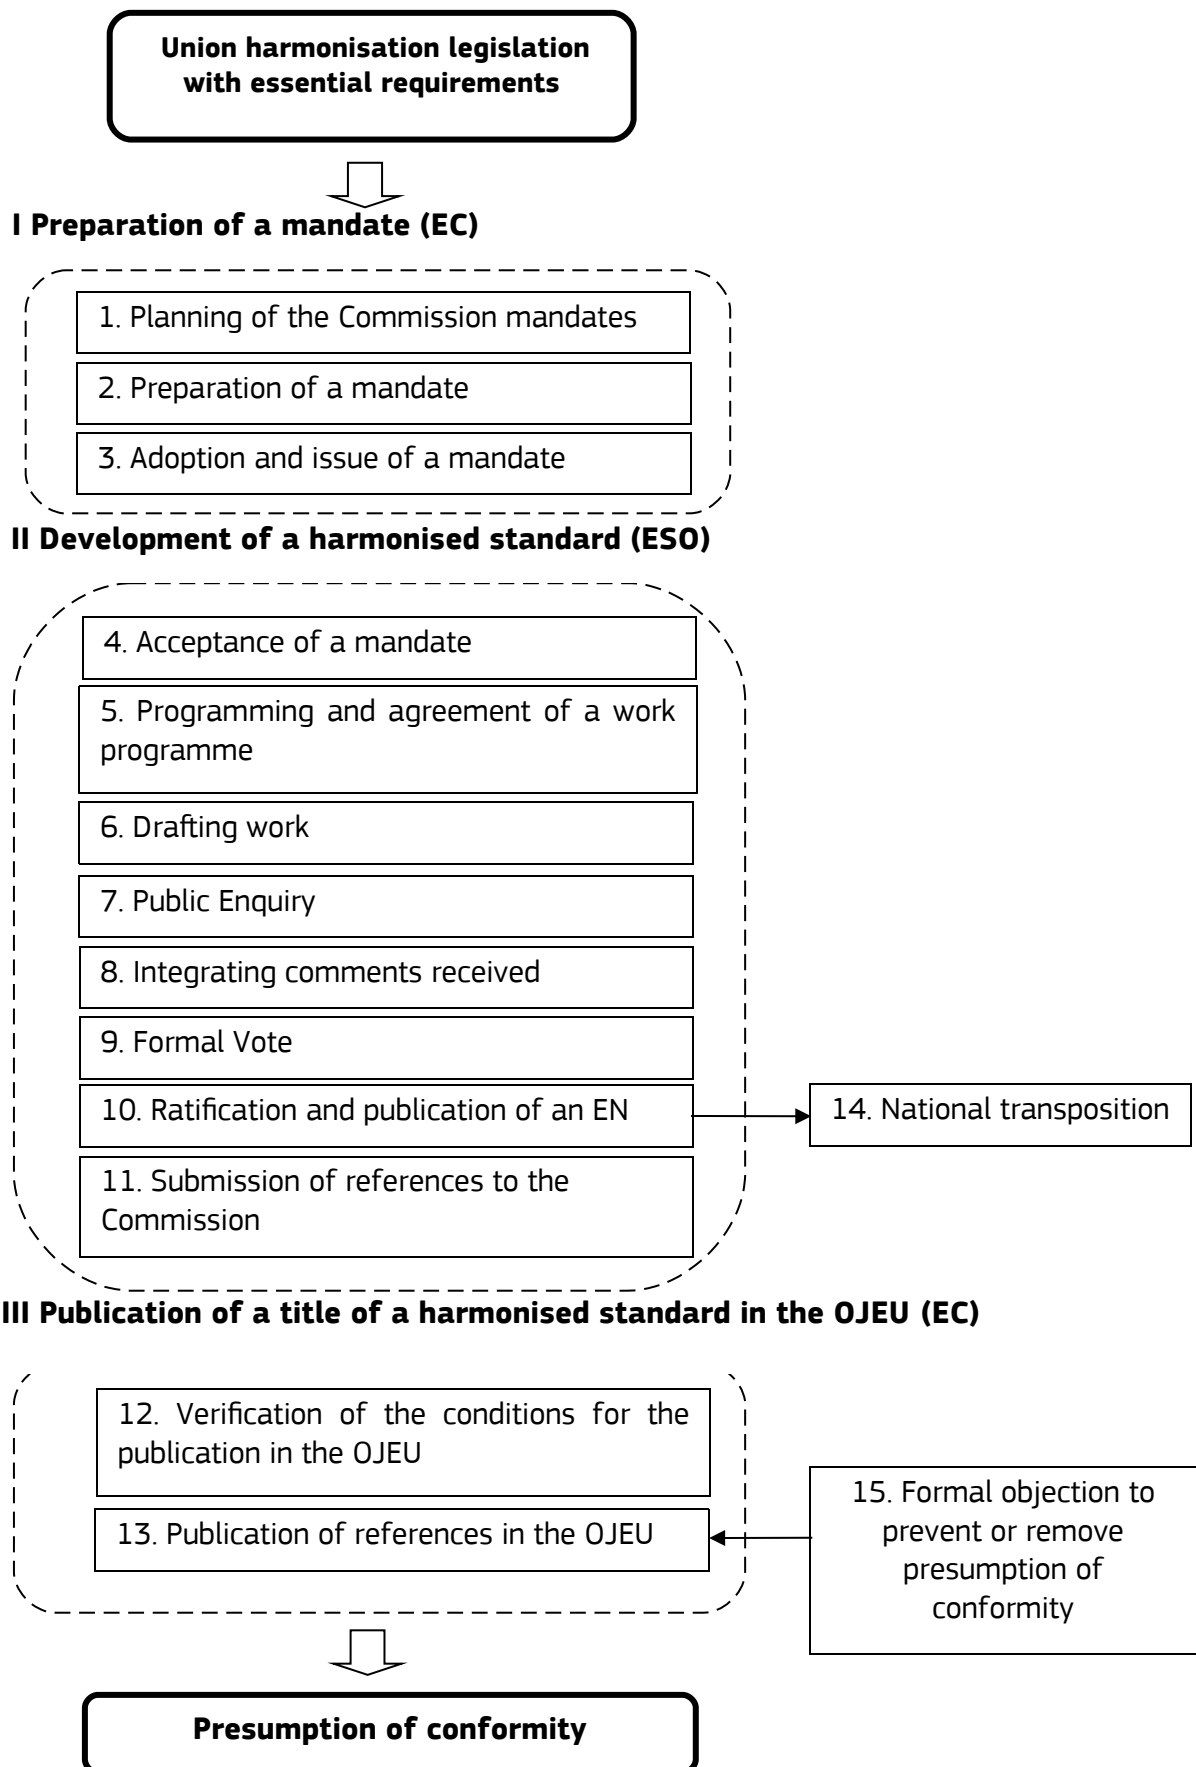 Union harmonisation legislation
with essential requirements
I Preparation of a mandate (EC)
1. Planning of the Commission mandates
2. Preparation of a mandate
3. Adoption and issue of a mandate
II Development of a harmonised standard (ESO)
4. Acceptance of a mandate
5. Programming and agreement of a work
programme
6. Drafting work
7. Public Enquiry
8. Integrating comments received
9. Formal Vote
10. Ratification and publication of an EN
14. National transposition
11. Submission of references to the
Commission
III Publication of a title of a harmonised standard in the OJEU (EC)
12. Verification of the conditions for the
publication in the OJEU
13. Publication of references in the OJEU
15. Formal objection to
prevent or remove
presumption of
conformity
Presumption of conformity